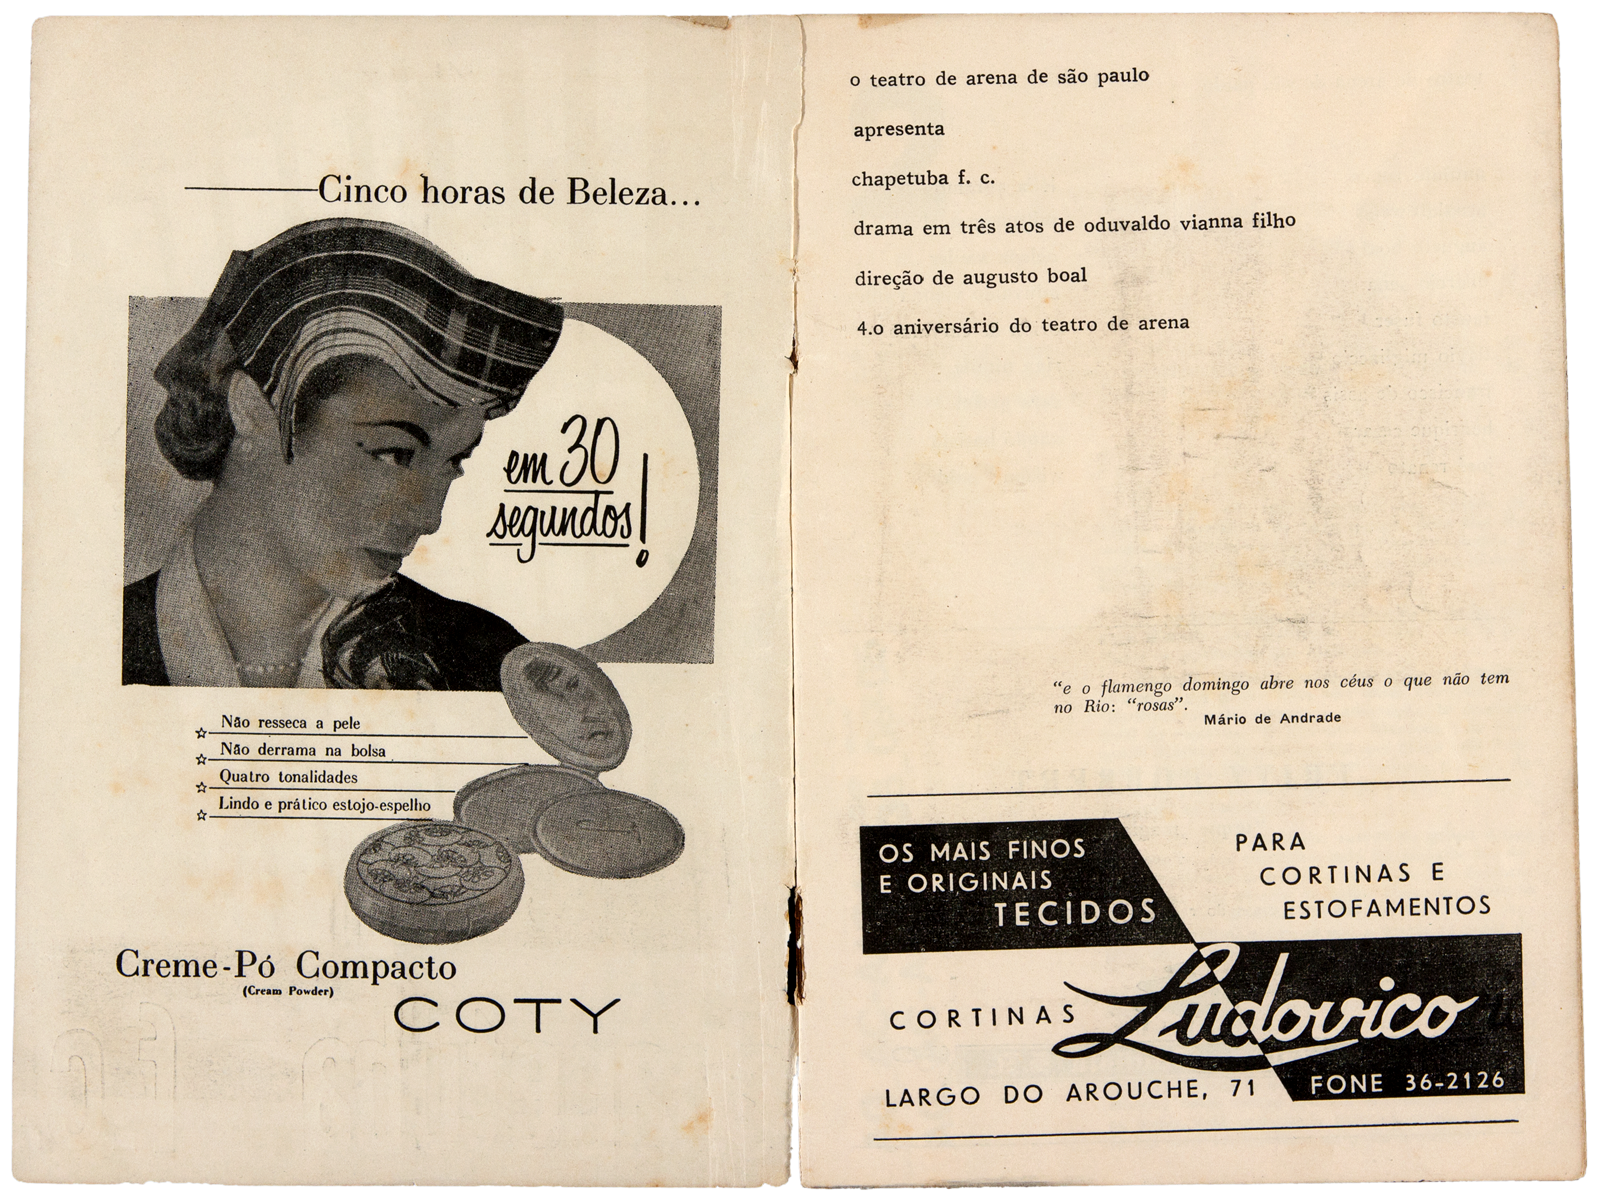 Cinco horas de Beleza...
em 30
segundos!
Não resseca a pele
Não derrama na bolsa
Quatro tonalidades
Lindo e prático estojo-espelho
Creme-Pó Compacto
(Cream Powder)
COTY
o teatro de arena de são paulo
apresenta
chapetuba f. c.
drama em três atos de oduvaldo vianna filho
direção de augusto boal
4.o aniversário do teatro de arena
“e o flamengo domingo abre nos céus o que não tem
no Rio: “rosas”.
Mário de Andrade
OS MAIS FINOS
E ORIGINAIS
TECIDOS
PARA
CORTINAS E
ESTOFAMENTOS
CORTINAS Ludovico
LARGO DO AROUCHE, 71 FONE 36-2126